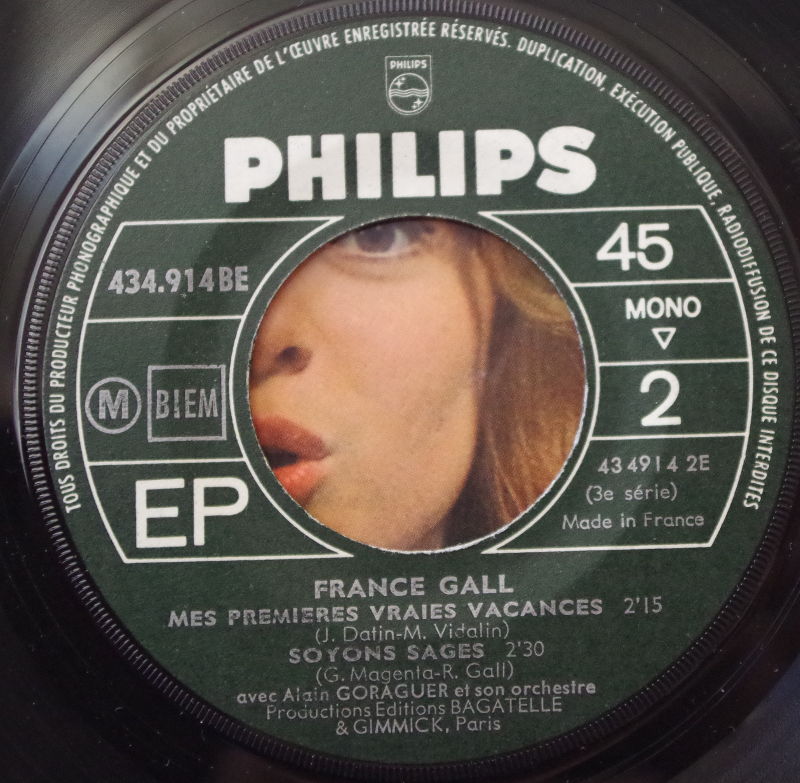 TOUS DROITS DU PRODUCTEUR PHONOGRAPHIQUE ET DU PROPRIÉTAIRE DE L'ŒUVRE ENREGISTRÉE RÉSERVÉS. DUPLICATION, EXÉCUTION PUBLIQUE, RADIODIFFUSION DE CE DISQUE INTERDITES
PHILIPS
PHILIPS
434.914 BE
M
BIEM
EP
45
MONO
2
434914 2E
(3e série)
Made in France
FRANCE GALL
MES PREMIERES VRAIES VACANCES 2'15
(J. Datin-M. Vidalin)
SOYONS SAGES 2'30
(G. Magenta-R. Gall)
avec Alain GORAGUER et son orchestre
Productions Editions BAGATELLE
& GIMMICK, Paris